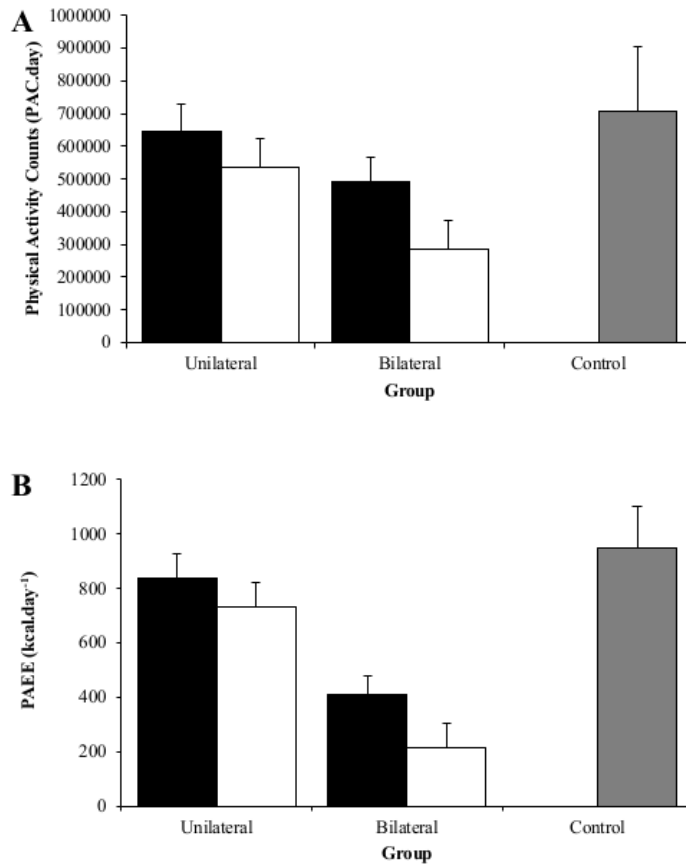 A
Physical Activity Counts (PAC.day)
1000000
900000
800000
700000
600000
500000
400000
300000
200000
100000
0
Unilateral Bilateral Control
Group
B
PAEE (kcal.day⁻¹)
1200
1000
800
600
400
200
0
Unilateral Bilateral Control
Group